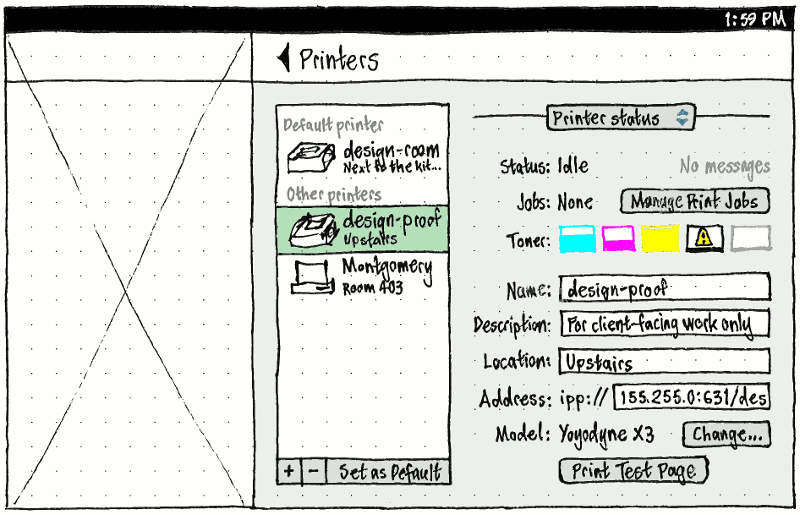 1:59 PM
Printers
Default printer
design-room
Next to the kit...
Other printers
design-proof
Upstairs
Montgomery
Room 403
+ − Set as Default
Printer status
Status: Idle No messages
Jobs: None Manage Print Jobs
Toner:
Name: design-proof
Description: For client-facing work only
Location: Upstairs
Address: ipp:// 155.255.0:631/des
Model: Yoyodyne X3 Change...
Print Test Page